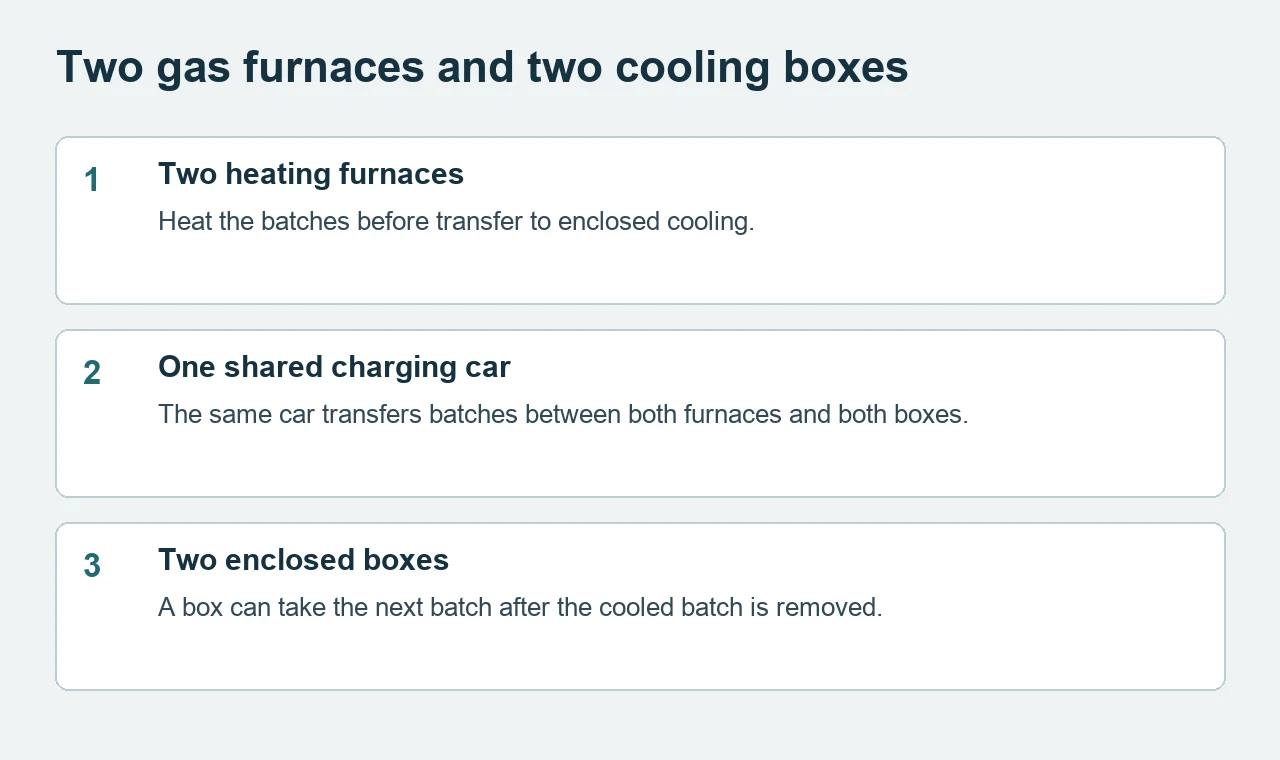 Two gas furnaces and two cooling boxes
1
Two heating furnaces
Heat the batches before transfer to enclosed cooling.
2
One shared charging car
The same car transfers batches between both furnaces and both boxes.
3
Two enclosed boxes
A box can take the next batch after the cooled batch is removed.